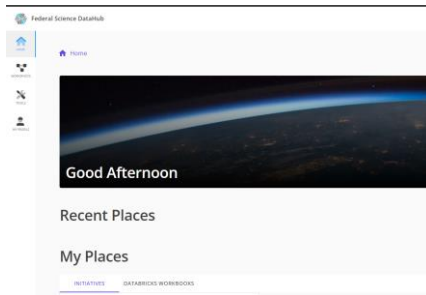 Federal Science DataHub
Home
Good Afternoon
Recent Places
My Places
INITIATIVES DATABRICKS WORKBOOKS